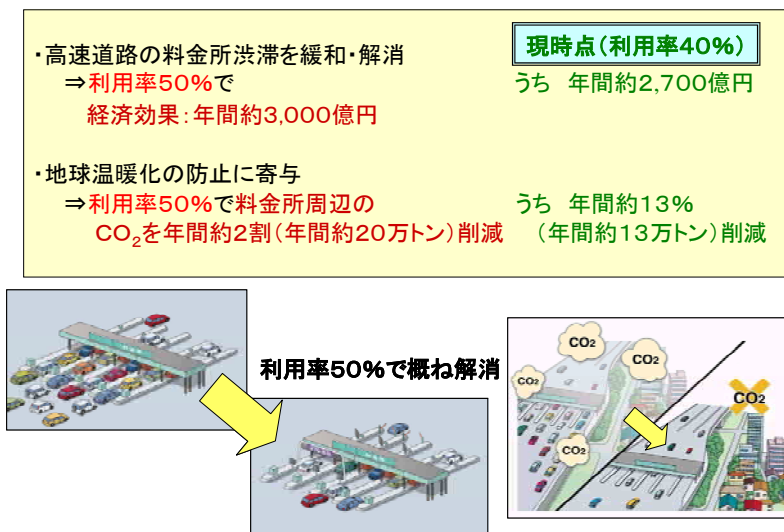 現時点(利用率40%)
・高速道路の料金所渋滞を緩和・解消
⇒利用率50%で
うち 年間約2,700億円
経済効果：年間約3,000億円
・地球温暖化の防止に寄与
⇒利用率50%で料金所周辺の
うち 年間約13%
CO₂を年間約2割(年間約20万トン)削減
(年間約13万トン)削減
利用率50%で概ね解消
CO₂
CO₂
CO₂
CO₂
CO₂